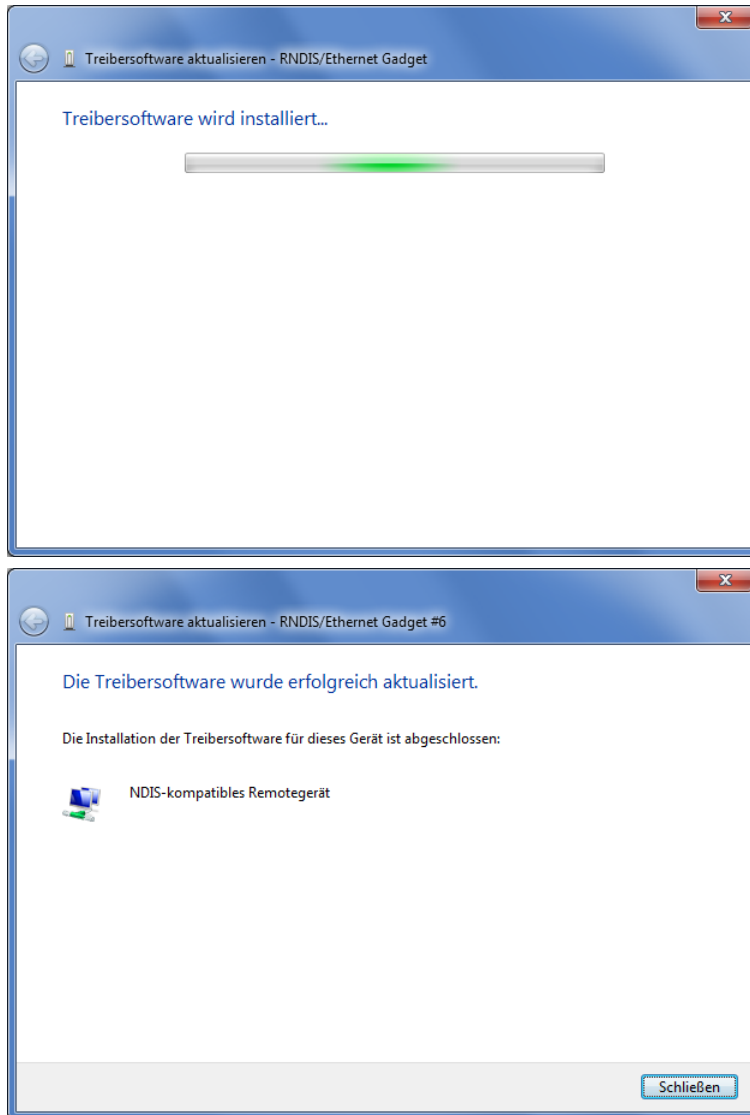 Treibersoftware aktualisieren - RNDIS/Ethernet Gadget
Treibersoftware wird installiert...
Treibersoftware aktualisieren - RNDIS/Ethernet Gadget #6
Die Treibersoftware wurde erfolgreich aktualisiert.
Die Installation der Treibersoftware für dieses Gerät ist abgeschlossen:
NDIS-kompatibles Remotegerät
Schließen